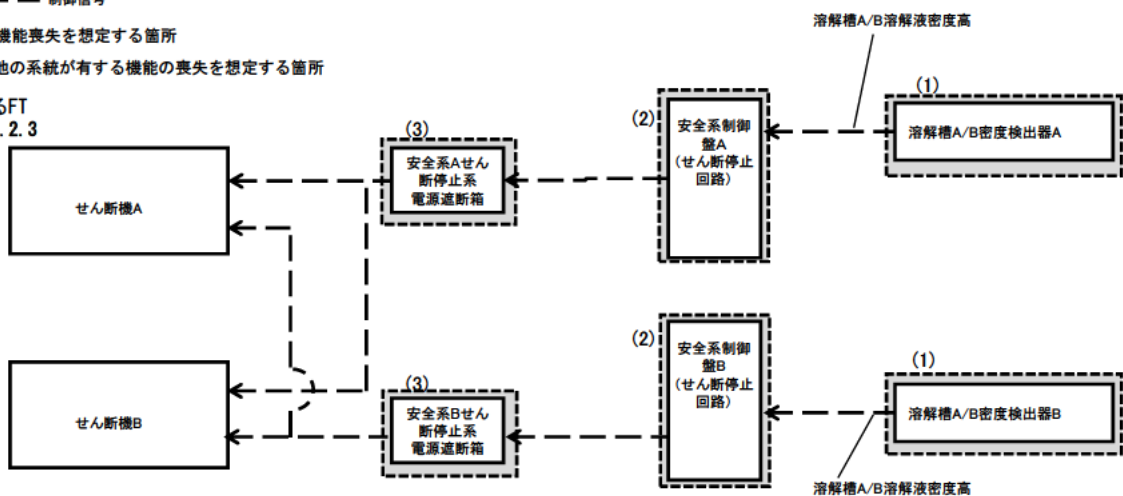 制御信号
機能喪失を想定する箇所
他の系統が有する機能の喪失を想定する箇所
るFT
.2.3
溶解槽A/B溶解液密度高
(1)
溶解槽A/B密度検出器A
(2)
安全系制御
盤A
(せん断停止
回路)
(3)
安全系Aせん
断停止系
電源遮断箱
せん断機A
(2)
安全系制御
盤B
(せん断停止
回路)
(1)
溶解槽A/B密度検出器B
(3)
安全系Bせん
断停止系
電源遮断箱
せん断機B
溶解槽A/B溶解液密度高